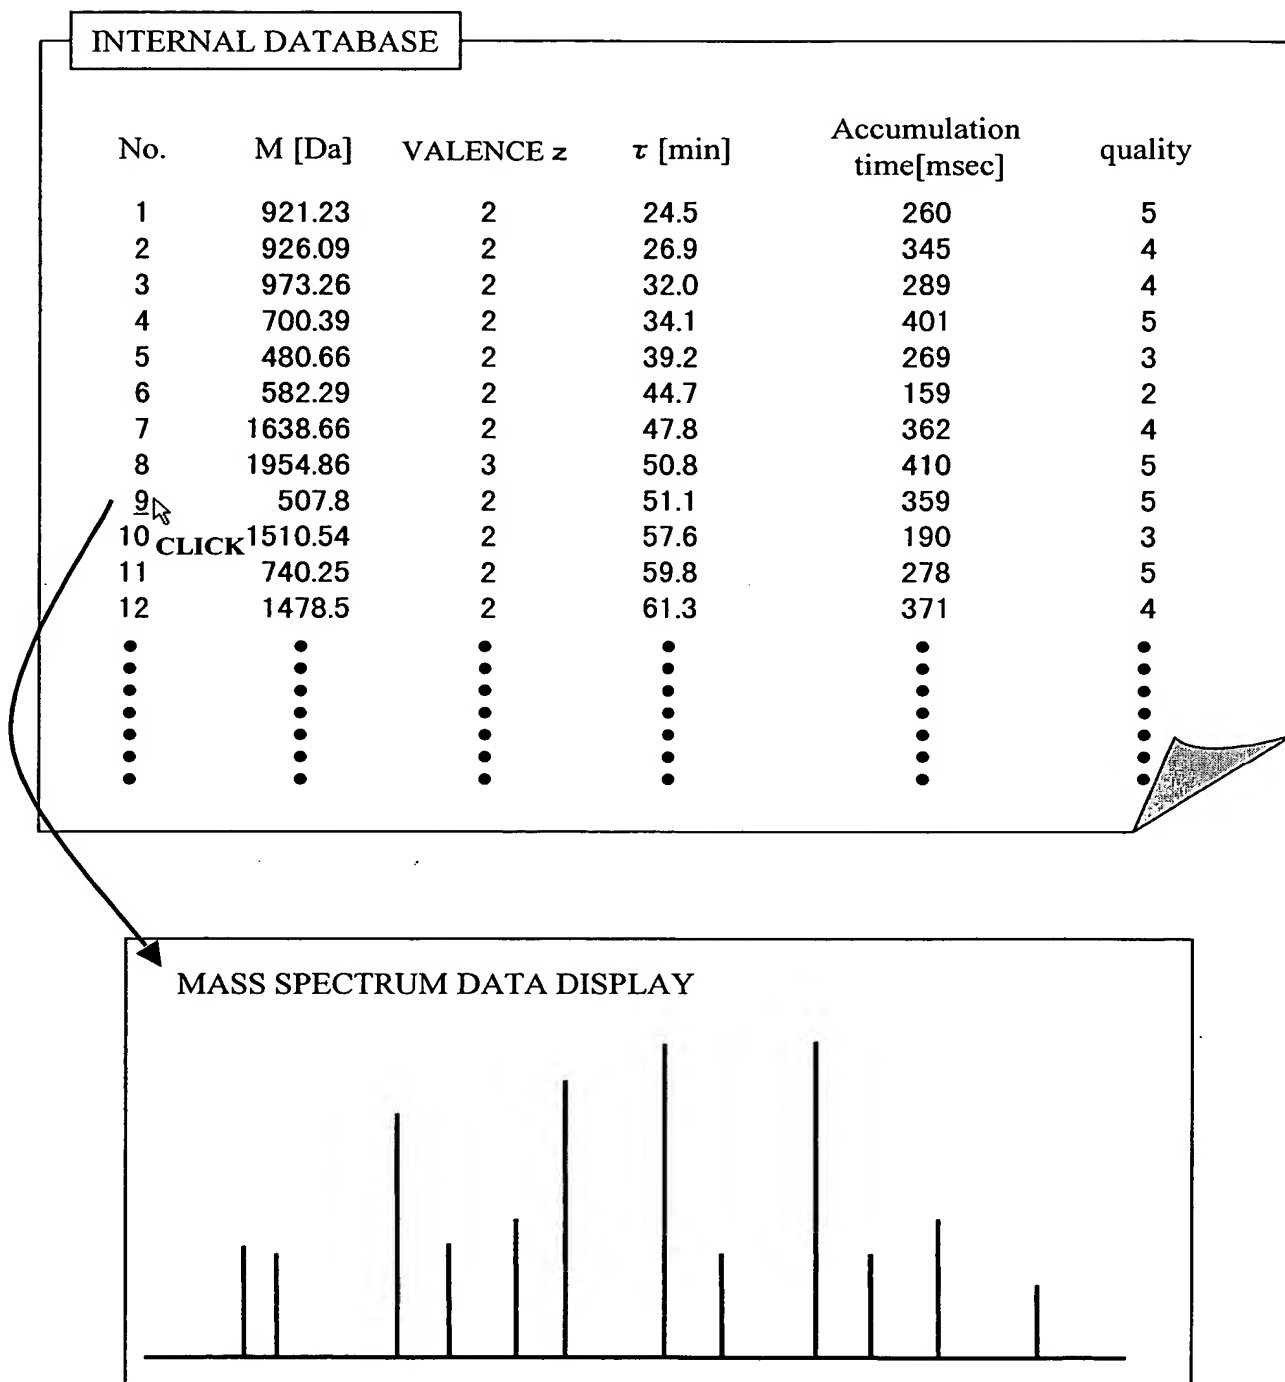 INTERNAL DATABASE
No. M [Da] VALENCE z τ [min] Accumulation time[msec] quality
1 921.23 2 24.5 260 5
2 926.09 2 26.9 345 4
3 973.26 2 32.0 289 4
4 700.39 2 34.1 401 5
5 480.66 2 39.2 269 3
6 582.29 2 44.7 159 2
7 1638.66 2 47.8 362 4
8 1954.86 3 50.8 410 5
9 507.8 2 51.1 359 5
10 CLICK 1510.54 2 57.6 190 3
11 740.25 2 59.8 278 5
12 1478.5 2 61.3 371 4
MASS SPECTRUM DATA DISPLAY